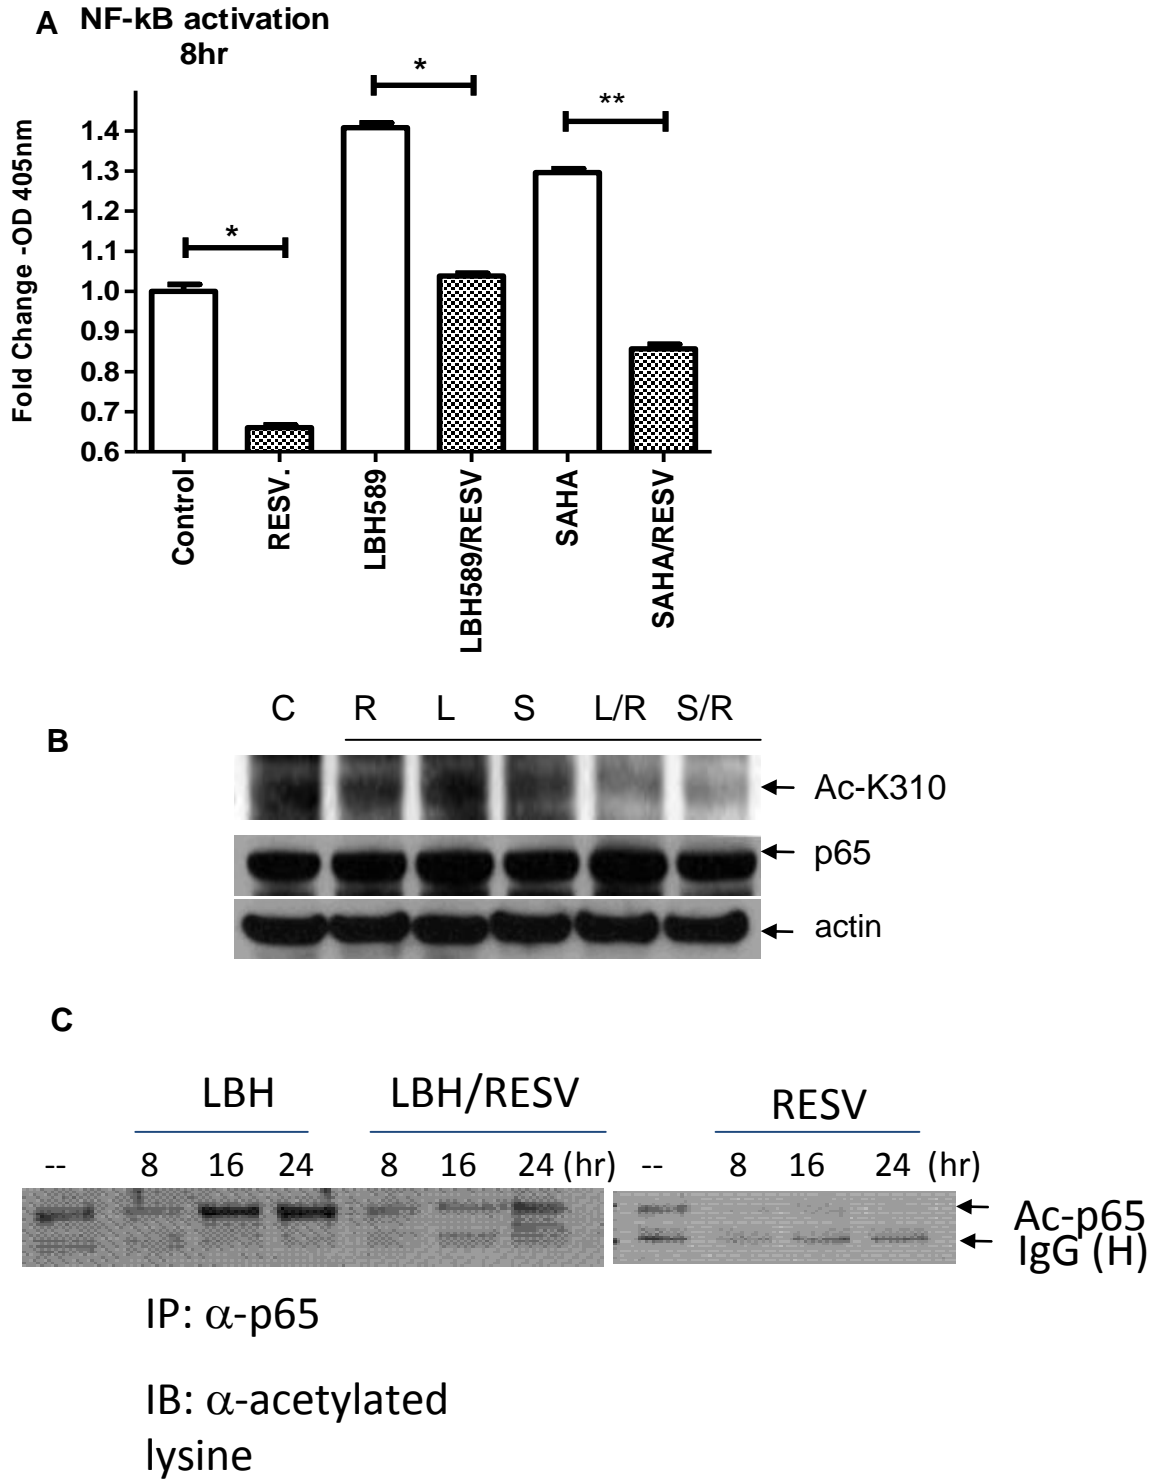 A NF-kB activation
8hr
Fold Change -OD 405nm
1.4
1.3
1.2
1.1
1.0
0.9
0.8
0.7
0.6
* * **
Control RESV. LBH589 LBH589/RESV SAHA SAHA/RESV
B
C R L S L/R S/R
Ac-K310
p65
actin
C
LBH LBH/RESV RESV
-- 8 16 24 8 16 24 (hr) -- 8 16 24 (hr)
Ac-p65
IgG (H)
IP: α-p65
IB: α-acetylated
lysine